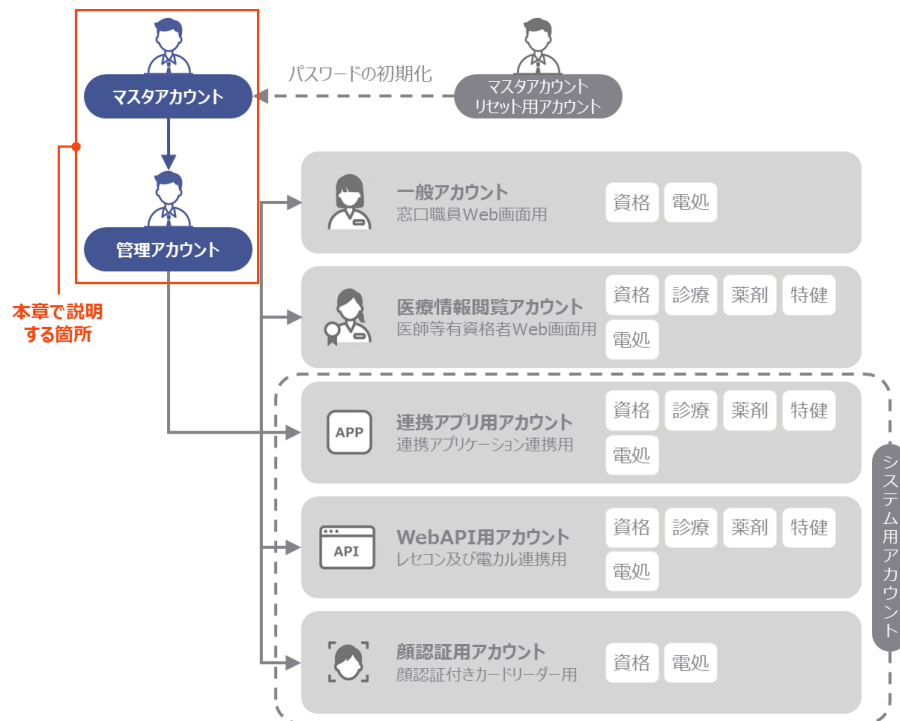 パスワードの初期化
マスタアカウント
マスタアカウント
リセット用アカウント
管理アカウント
本章で説明
する箇所
一般アカウント
窓口職員Web画面用
資格 電処
医療情報閲覧アカウント
医師等有資格者Web画面用
資格 診療 薬剤 特健
電処
APP
連携アプリ用アカウント
連携アプリケーション連携用
資格 診療 薬剤 特健
電処
API
WebAPI用アカウント
レセコン及び電カル連携用
資格 診療 薬剤 特健
電処
顔認証用アカウント
顔認証付きカードリーダー用
資格 電処
システム用アカウント